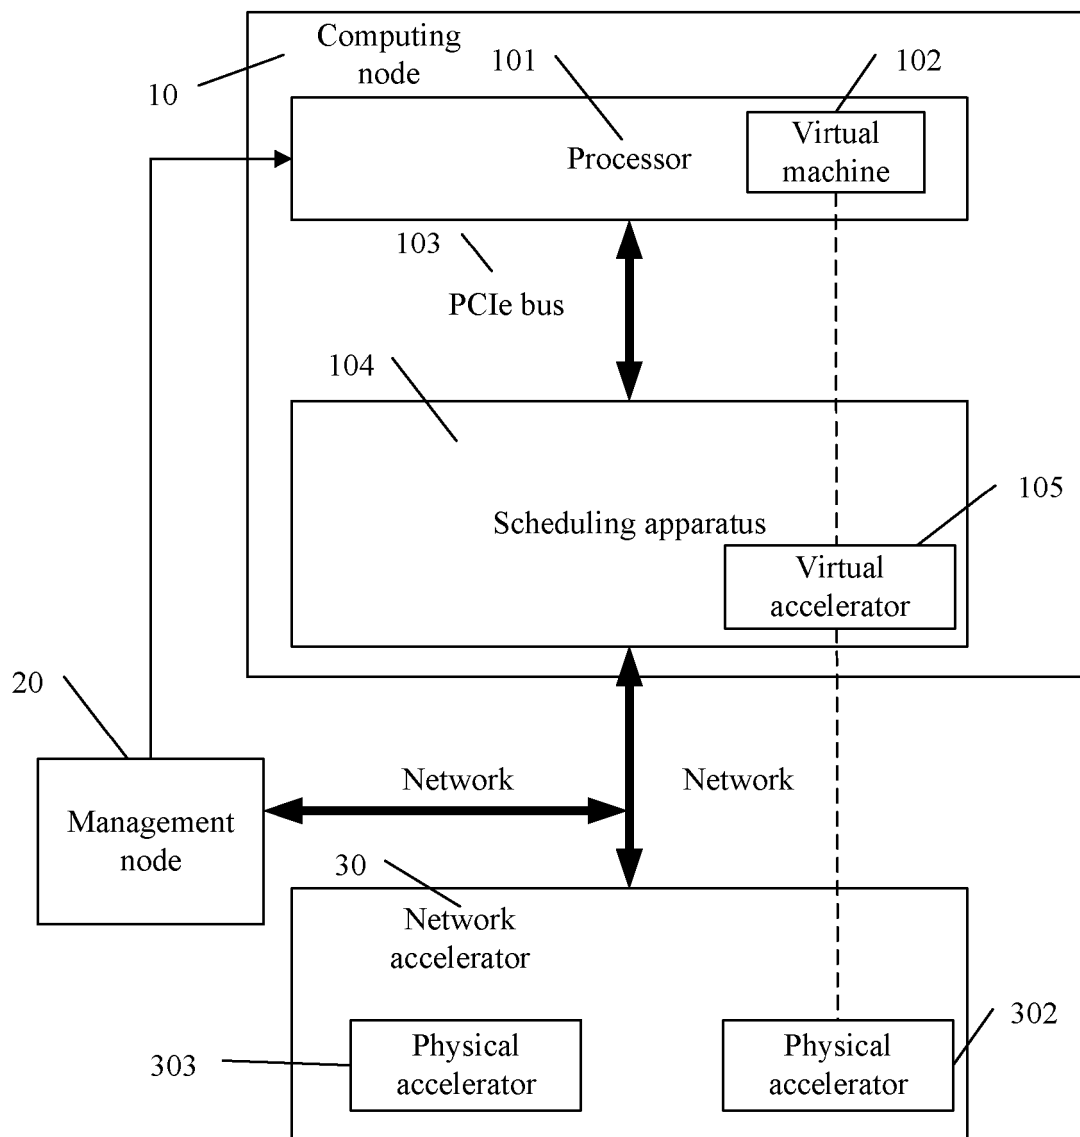 Computing
node
101
102
10
Virtual
machine
Processor
103
PCIe bus
104
105
Scheduling apparatus
Virtual
accelerator
20
Network
Network
Management
node
30
Network
accelerator
302
Physical
accelerator
Physical
accelerator
303